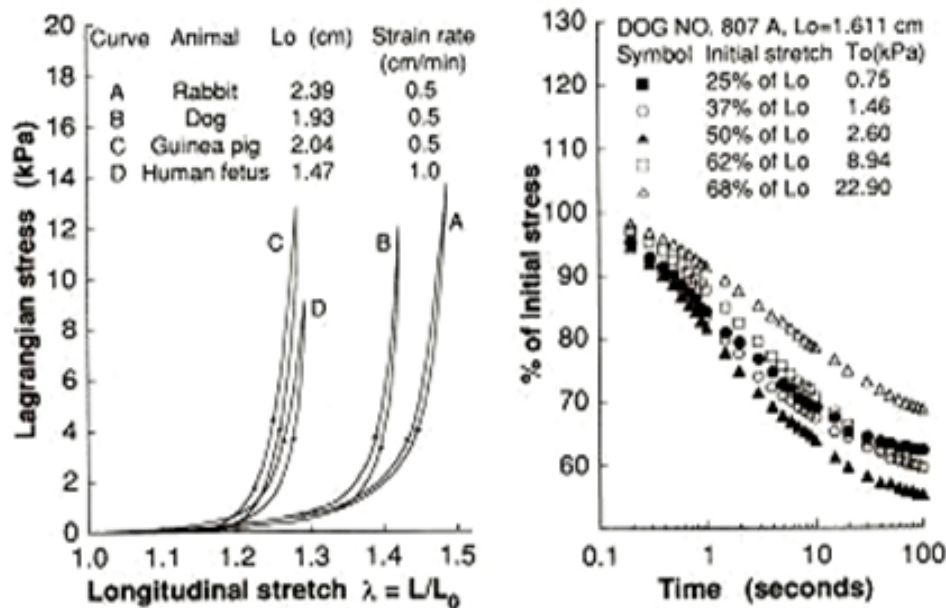 Curve Animal Lo (cm) Strain rate
(cm/min)
A Rabbit 2.39 0.5
B Dog 1.93 0.5
C Guinea pig 2.04 0.5
D Human fetus 1.47 1.0
20
18
16
14
12
10
8
6
4
2
0
Lagrangian stress (kPa)
C
D
B
A
1.0 1.1 1.2 1.3 1.4 1.5
Longitudinal stretch λ = L/L₀
DOG NO. 807 A, Lo=1.611 cm
Symbol Initial stretch To(kPa)
■ 25% of Lo 0.75
○ 37% of Lo 1.46
▲ 50% of Lo 2.60
□ 62% of Lo 8.94
△ 68% of Lo 22.90
130
120
110
100
90
80
70
60
% of Initial stress
0.1 1 10 100
Time (seconds)